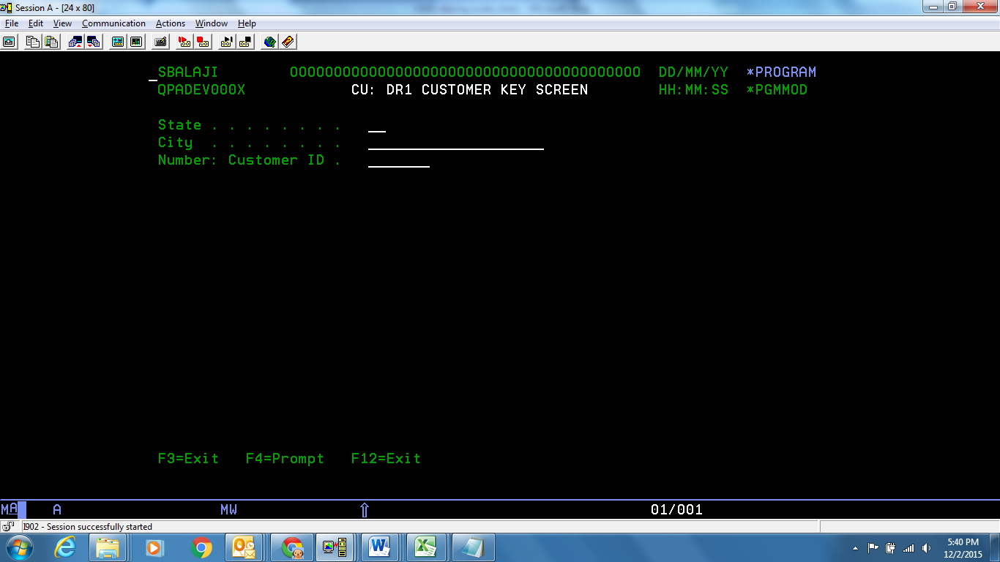 Session A - [24 x 80]
File Edit View Communication Actions Window Help
SBALAJI OOOOOOOOOOOOOOOOOOOOOOOOOOOOOOOOOOOOOOOO DD/MM/YY *PROGRAM
QPADEV000X CU: DR1 CUSTOMER KEY SCREEN HH:MM:SS *PGMMOD
State . . . . . . . .
City . . . . . . . .
Number: Customer ID .
F3=Exit F4=Prompt F12=Exit
MA A MW 01/001
I902 - Session successfully started
5:40 PM
12/2/2015